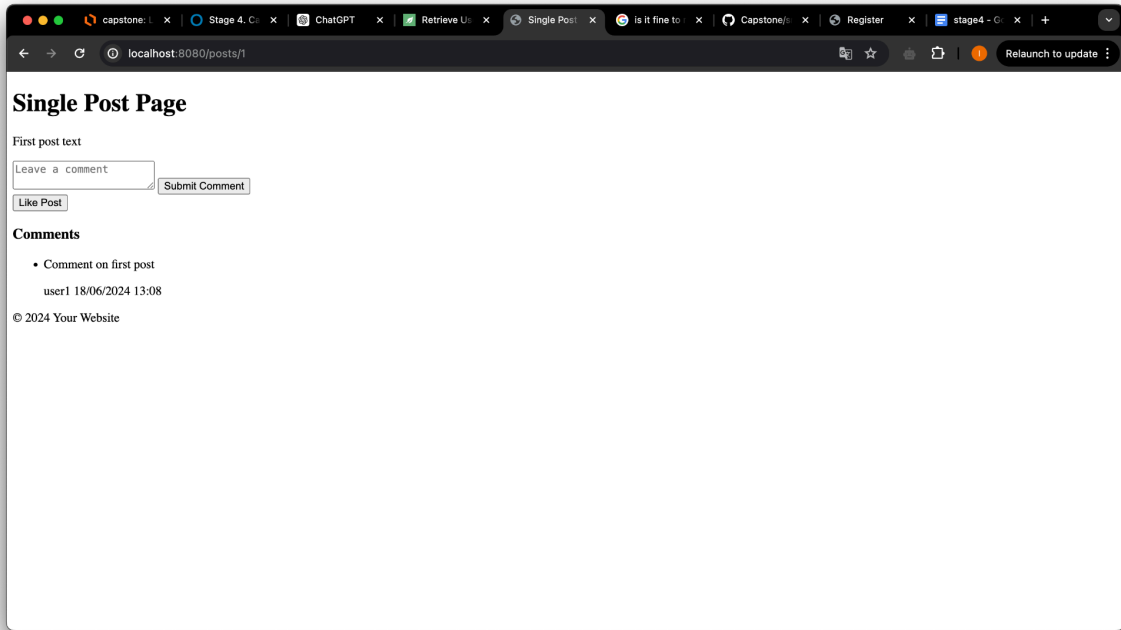 capstone: L
Stage 4. Ca
ChatGPT
Retrieve Us
Single Post
is it fine to
Capstone/s
Register
stage4 - Go
localhost:8080/posts/1
Relaunch to update
Single Post Page
First post text
Leave a comment
Submit Comment
Like Post
Comments
• Comment on first post
user1 18/06/2024 13:08
© 2024 Your Website